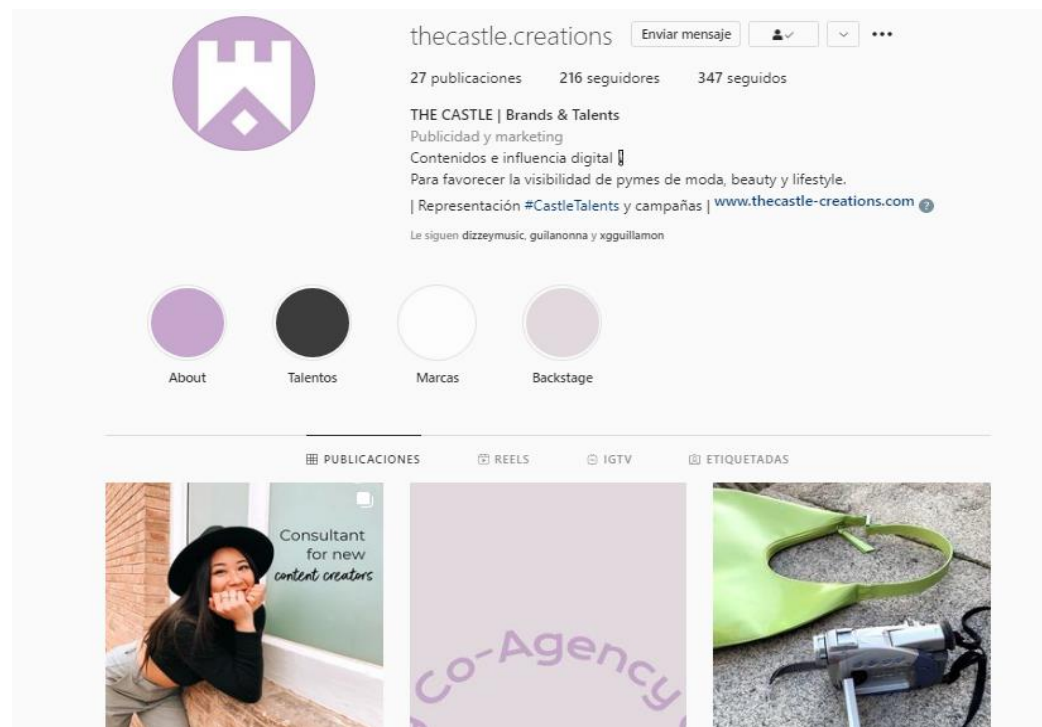 thecastle.creations Enviar mensaje
27 publicaciones 216 seguidores 347 seguidos
THE CASTLE | Brands & Talents
Publicidad y marketing
Contenidos e influencia digital
Para favorecer la visibilidad de pymes de moda, beauty y lifestyle.
| Representación #CastleTalents y campañas | www.thecastle-creations.com
Le siguen dizzeymusic, guilanonna y xgguillamon
About Talentos Marcas Backstage
PUBLICACIONES REELS IGTV ETIQUETADAS
Consultant
for new
content creators
Co-Agency